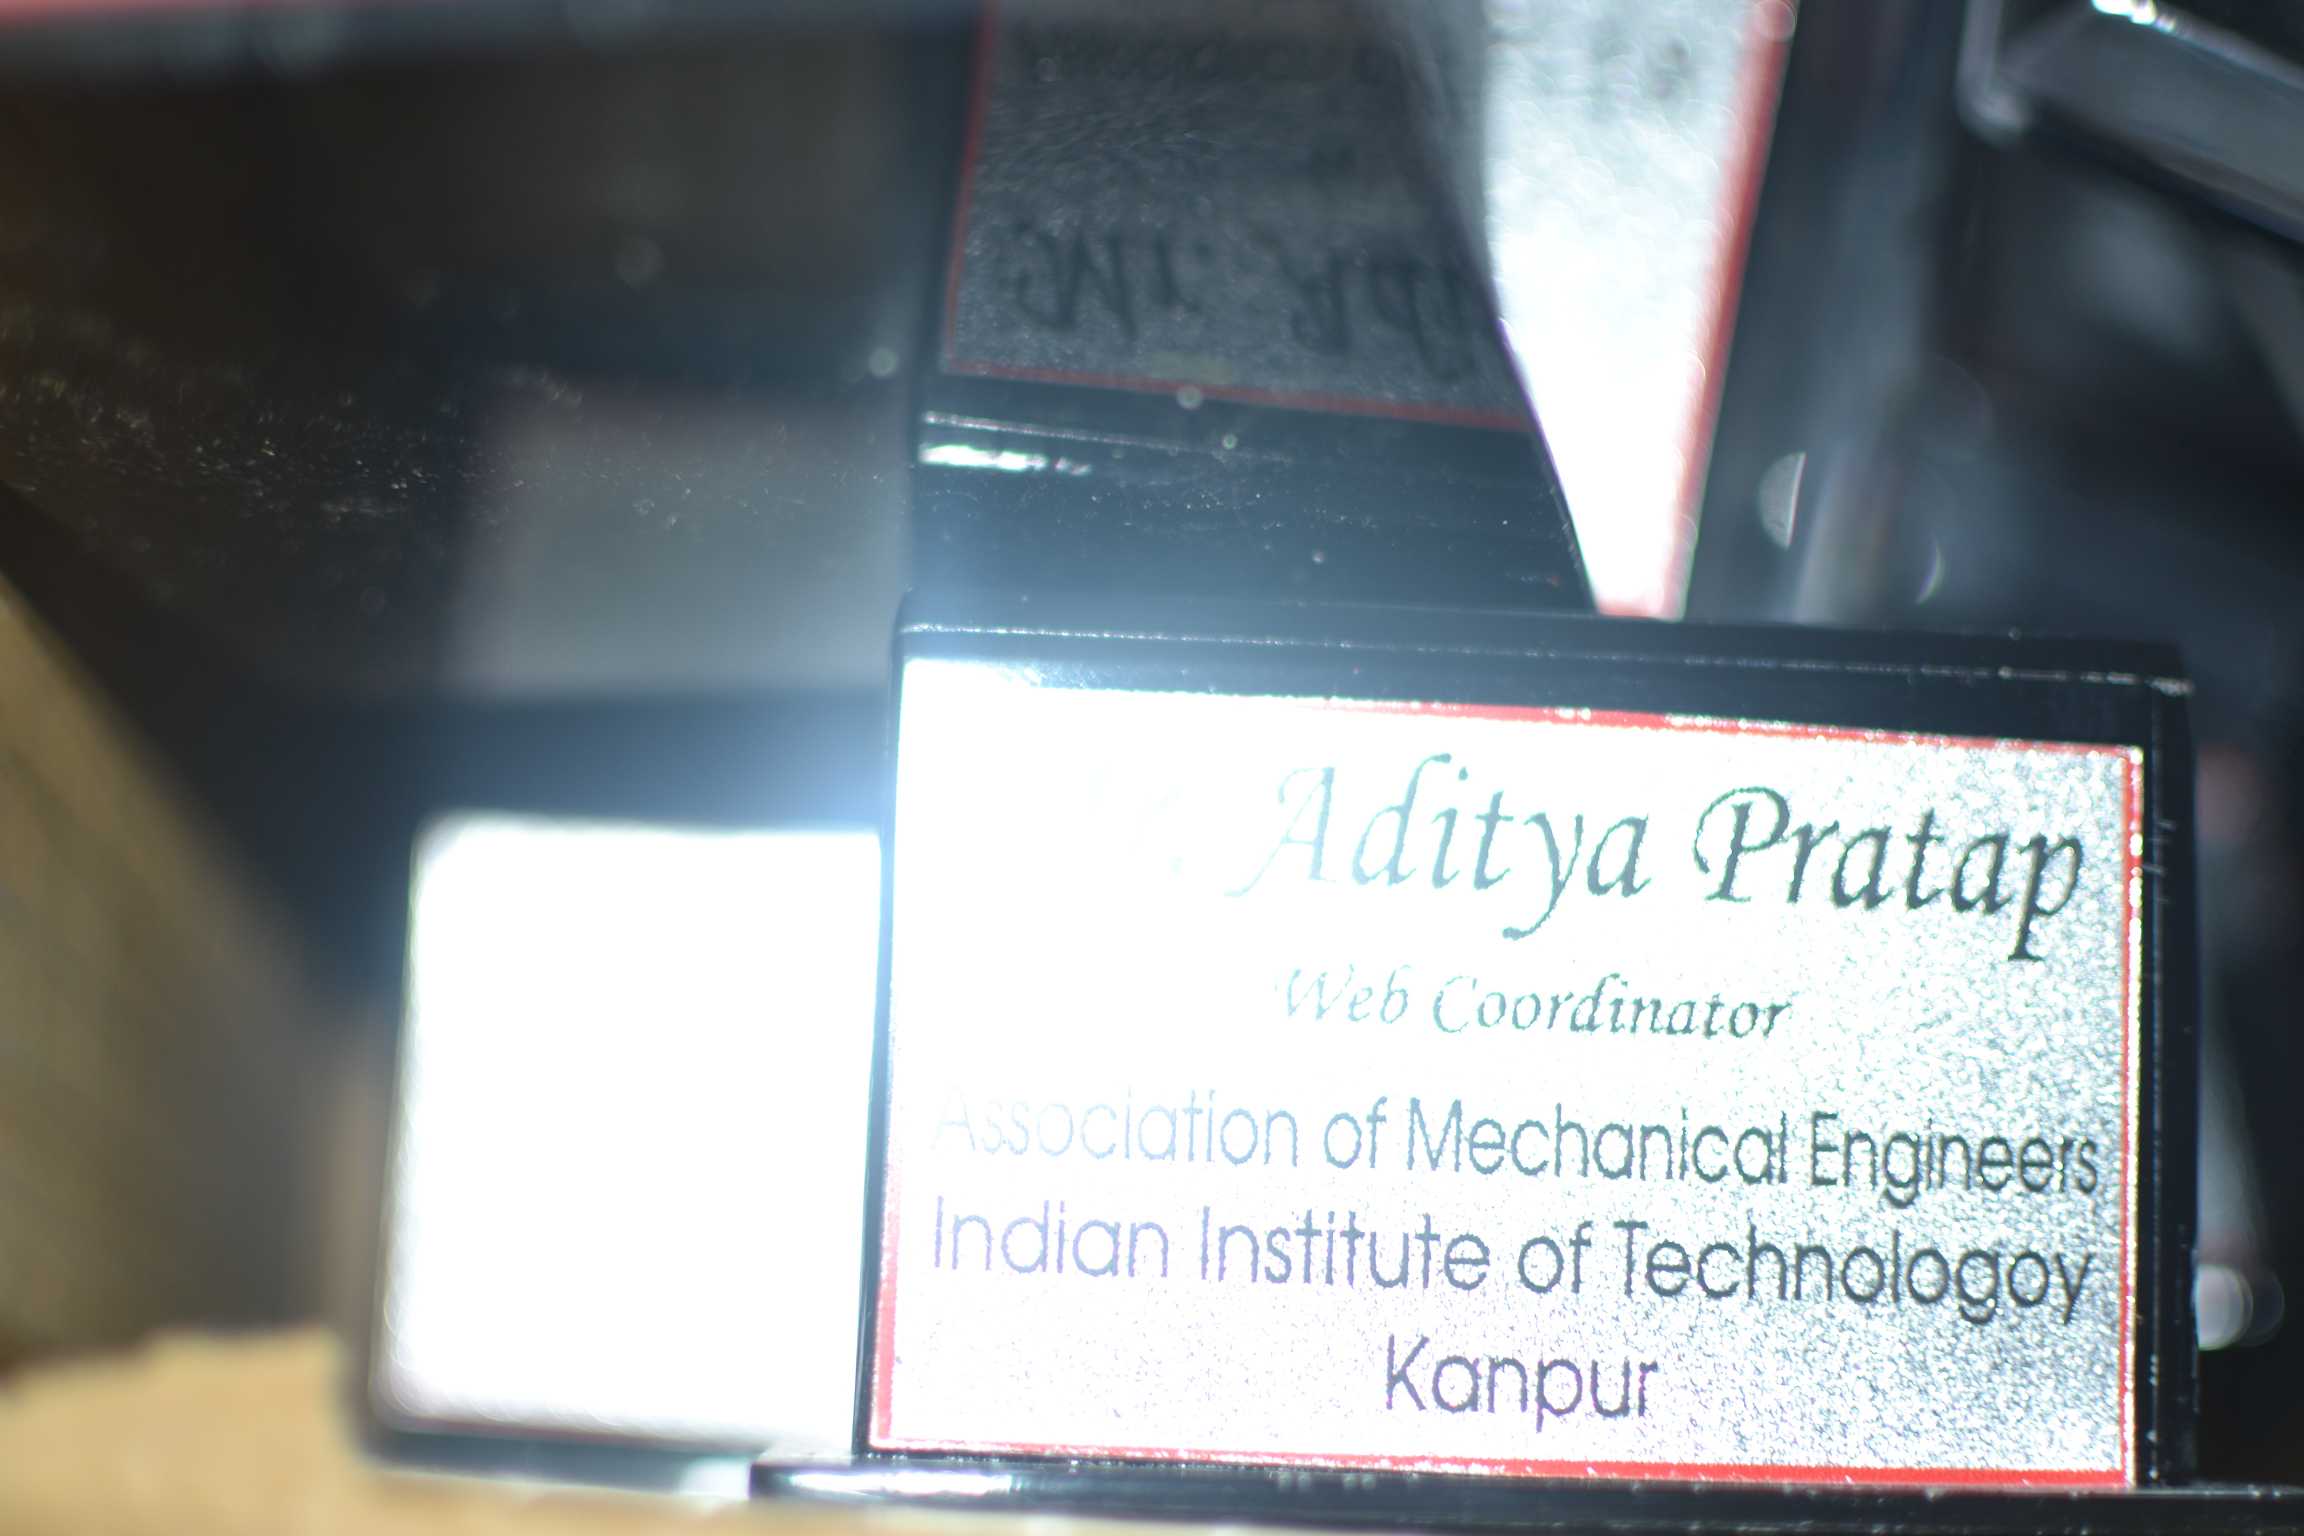 Aditya Pratap
Web Coordinator
Association of Mechanical Engineers
Indian Institute of Technologoy
Kanpur